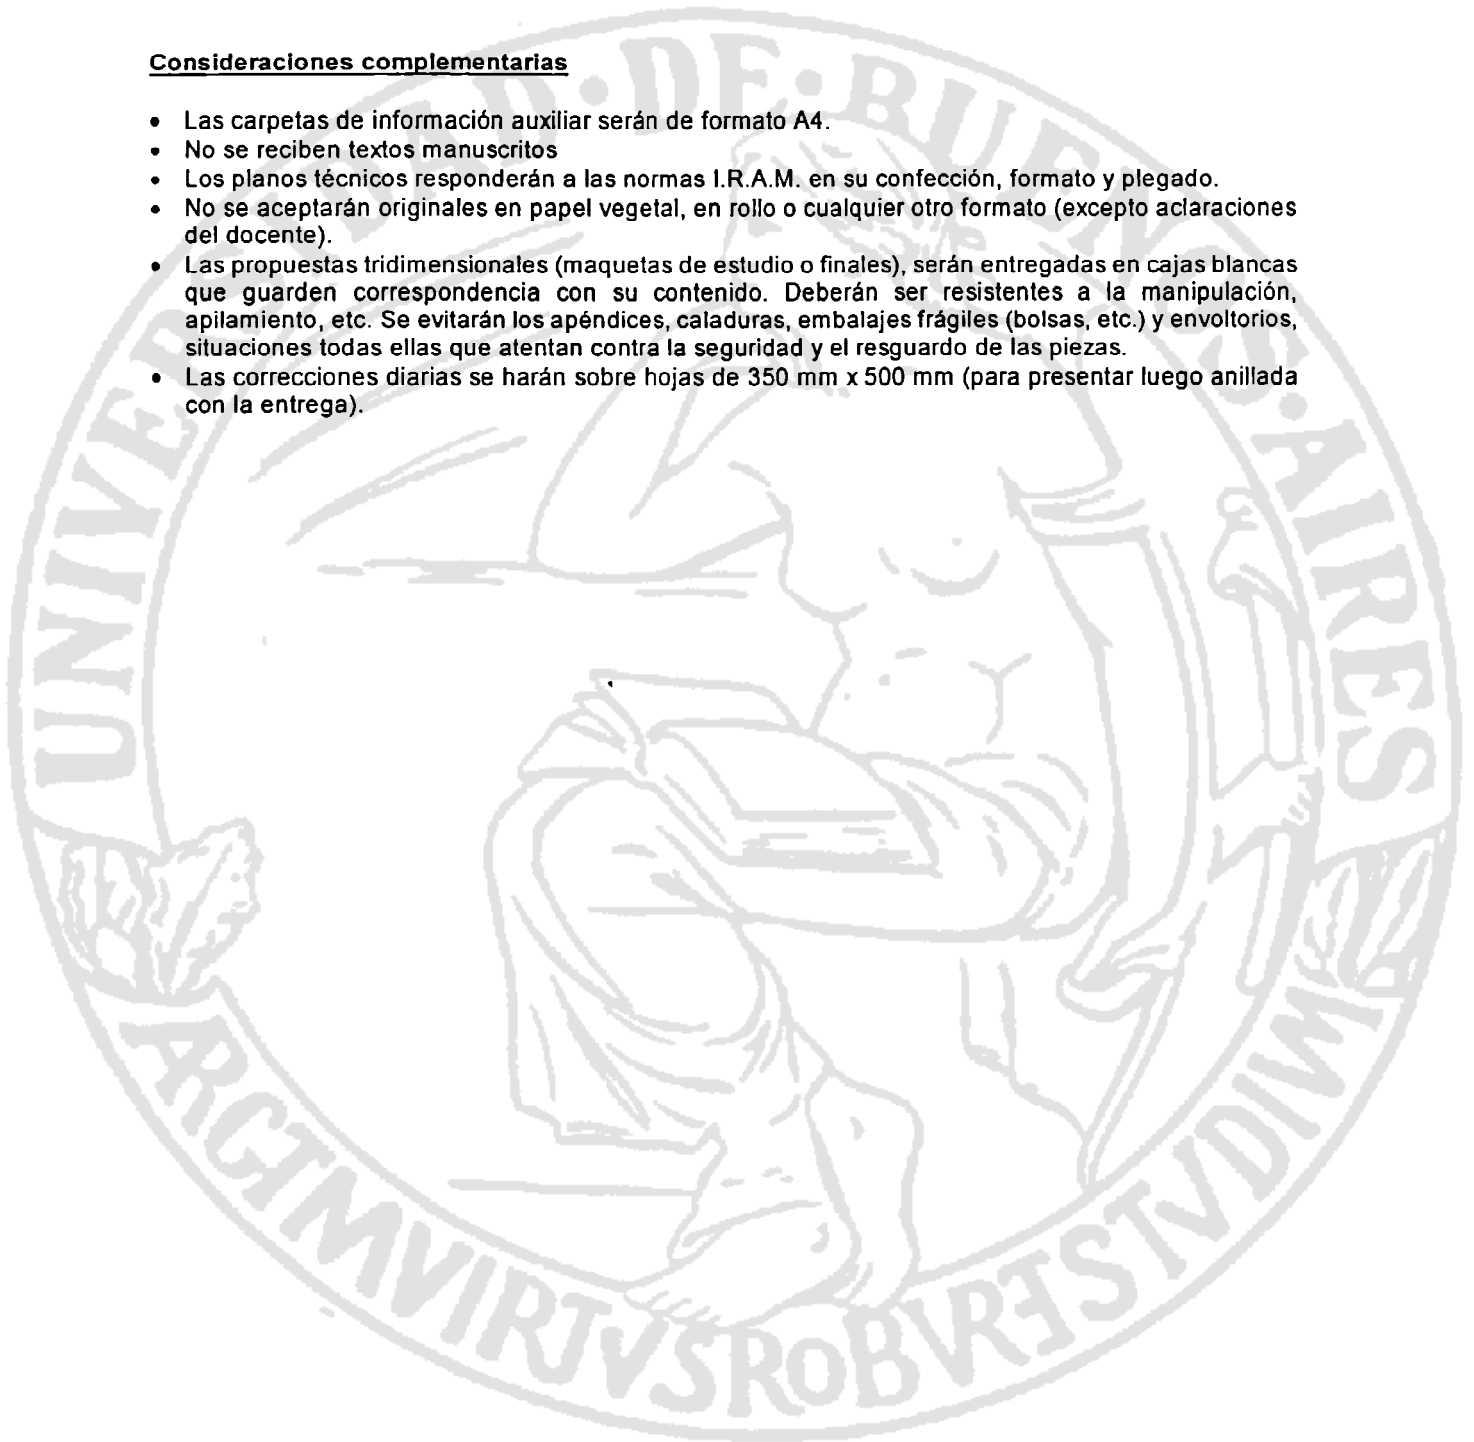 Consideraciones complementarias
• Las carpetas de información auxiliar serán de formato A4.
• No se reciben textos manuscritos
• Los planos técnicos responderán a las normas I.R.A.M. en su confección, formato y plegado.
• No se aceptarán originales en papel vegetal, en rollo o cualquier otro formato (excepto aclaraciones
del docente).
• Las propuestas tridimensionales (maquetas de estudio o finales), serán entregadas en cajas blancas
que guarden correspondencia con su contenido. Deberán ser resistentes a la manipulación,
apilamiento, etc. Se evitarán los apéndices, caladuras, embalajes frágiles (bolsas, etc.) y envoltorios,
situaciones todas ellas que atentan contra la seguridad y el resguardo de las piezas.
• Las correcciones diarias se harán sobre hojas de 350 mm x 500 mm (para presentar luego anillada
con la entrega).
UNIVERSIDAD • DE • BUENOS • AIRES
ARGTMVIRTVSROBVRESTVDIVM